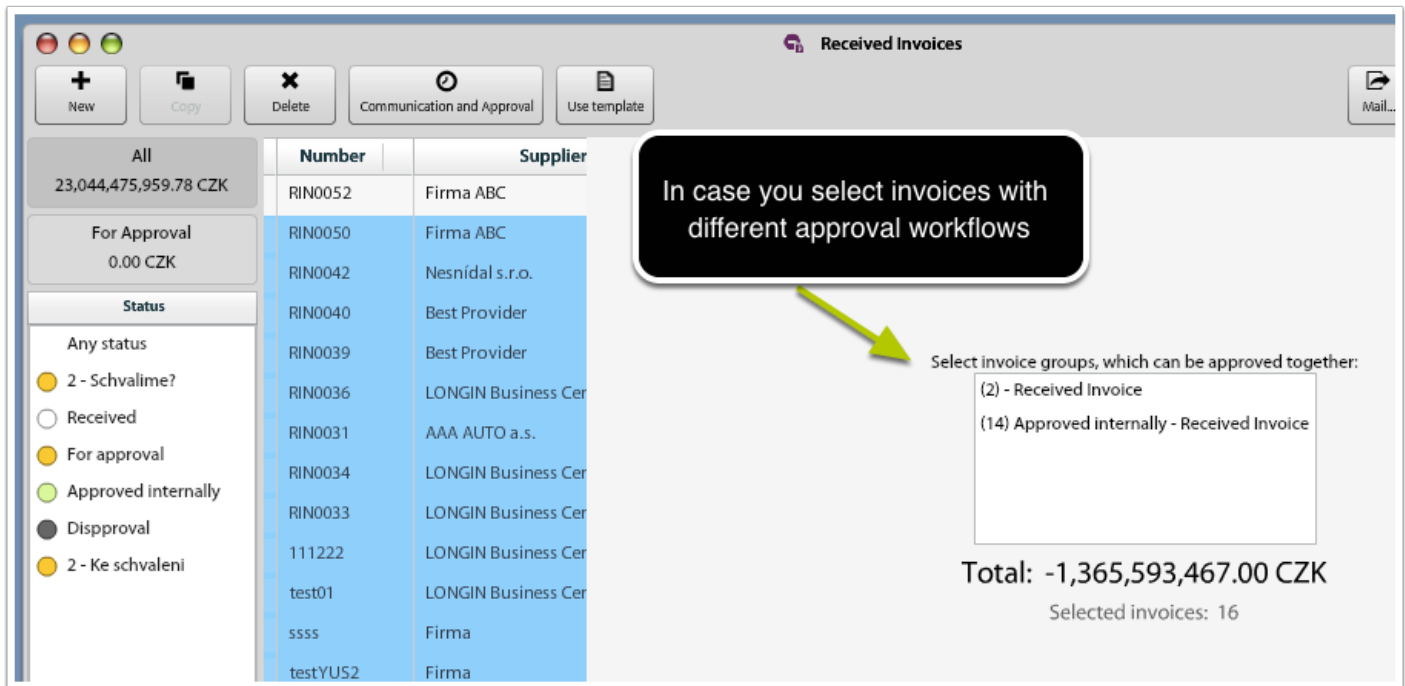 Received Invoices
New
Copy
Delete
Communication and Approval
Use template
Mail...
All
23,044,475,959.78 CZK
For Approval
0.00 CZK
Status
Any status
2 - Schvalime?
Received
For approval
Approved internally
Dispproval
2 - Ke schvaleni
Number Supplier
RIN0052 Firma ABC
RIN0050 Firma ABC
RIN0042 Nesnídal s.r.o.
RIN0040 Best Provider
RIN0039 Best Provider
RIN0036 LONGIN Business Cer
RIN0031 AAA AUTO a.s.
RIN0034 LONGIN Business Cer
RIN0033 LONGIN Business Cer
111222 LONGIN Business Cer
test01 LONGIN Business Cer
ssss Firma
testYUS2 Firma
In case you select invoices with
different approval workflows
Select invoice groups, which can be approved together:
(2) - Received Invoice
(14) Approved internally - Received Invoice
Total: -1,365,593,467.00 CZK
Selected invoices: 16